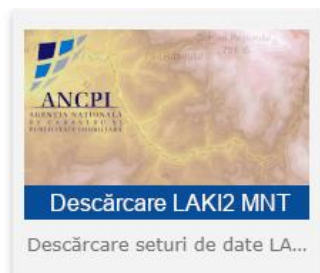 ANCPI
AGENȚIA NAȚIONALĂ
DE CADASTRU ȘI
PUBLICITATE IMOBILIARĂ
Descărcare LAKI2 MNT
Descărcare seturi de date LA...